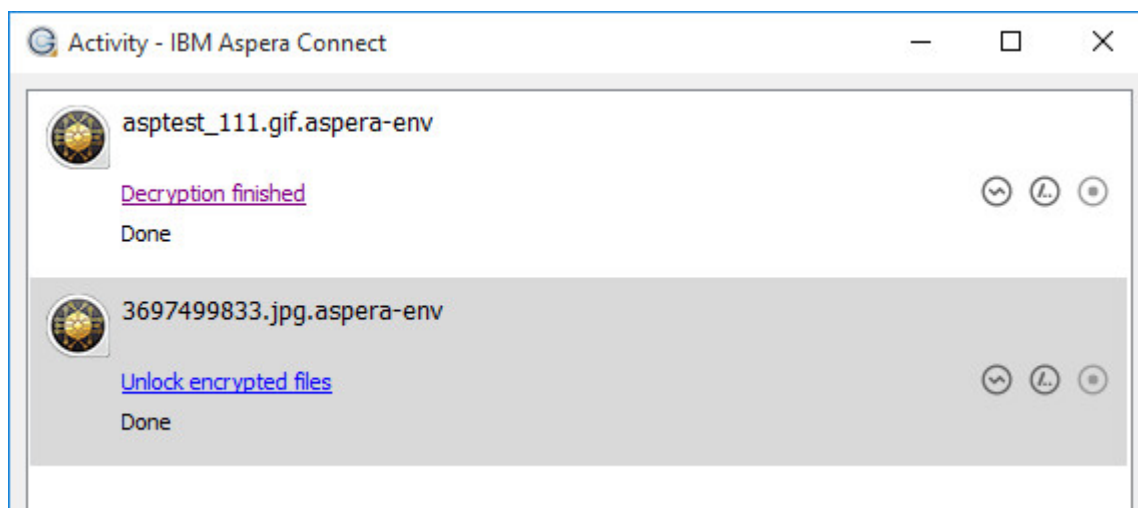 Activity - IBM Aspera Connect
asptest_111.gif.aspera-env
Decryption finished
Done
3697499833.jpg.aspera-env
Unlock encrypted files
Done